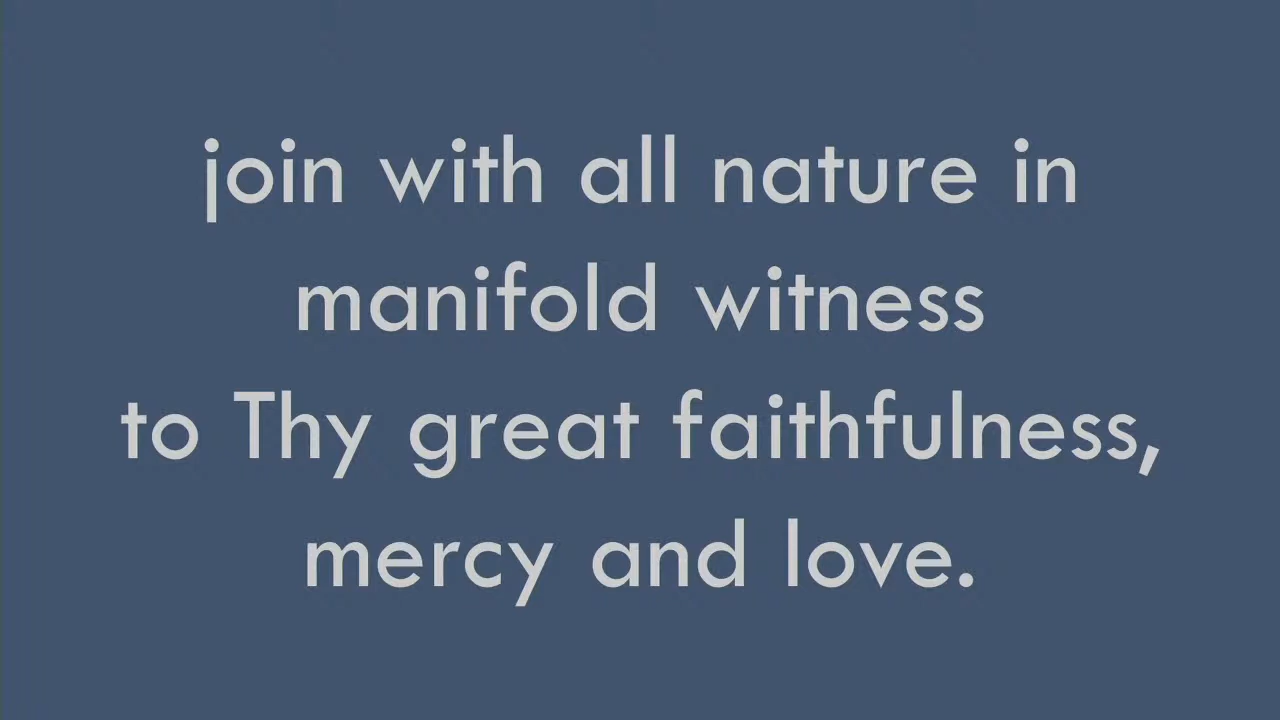 join with all nature in
manifold witness
to Thy great faithfulness,
mercy and love.